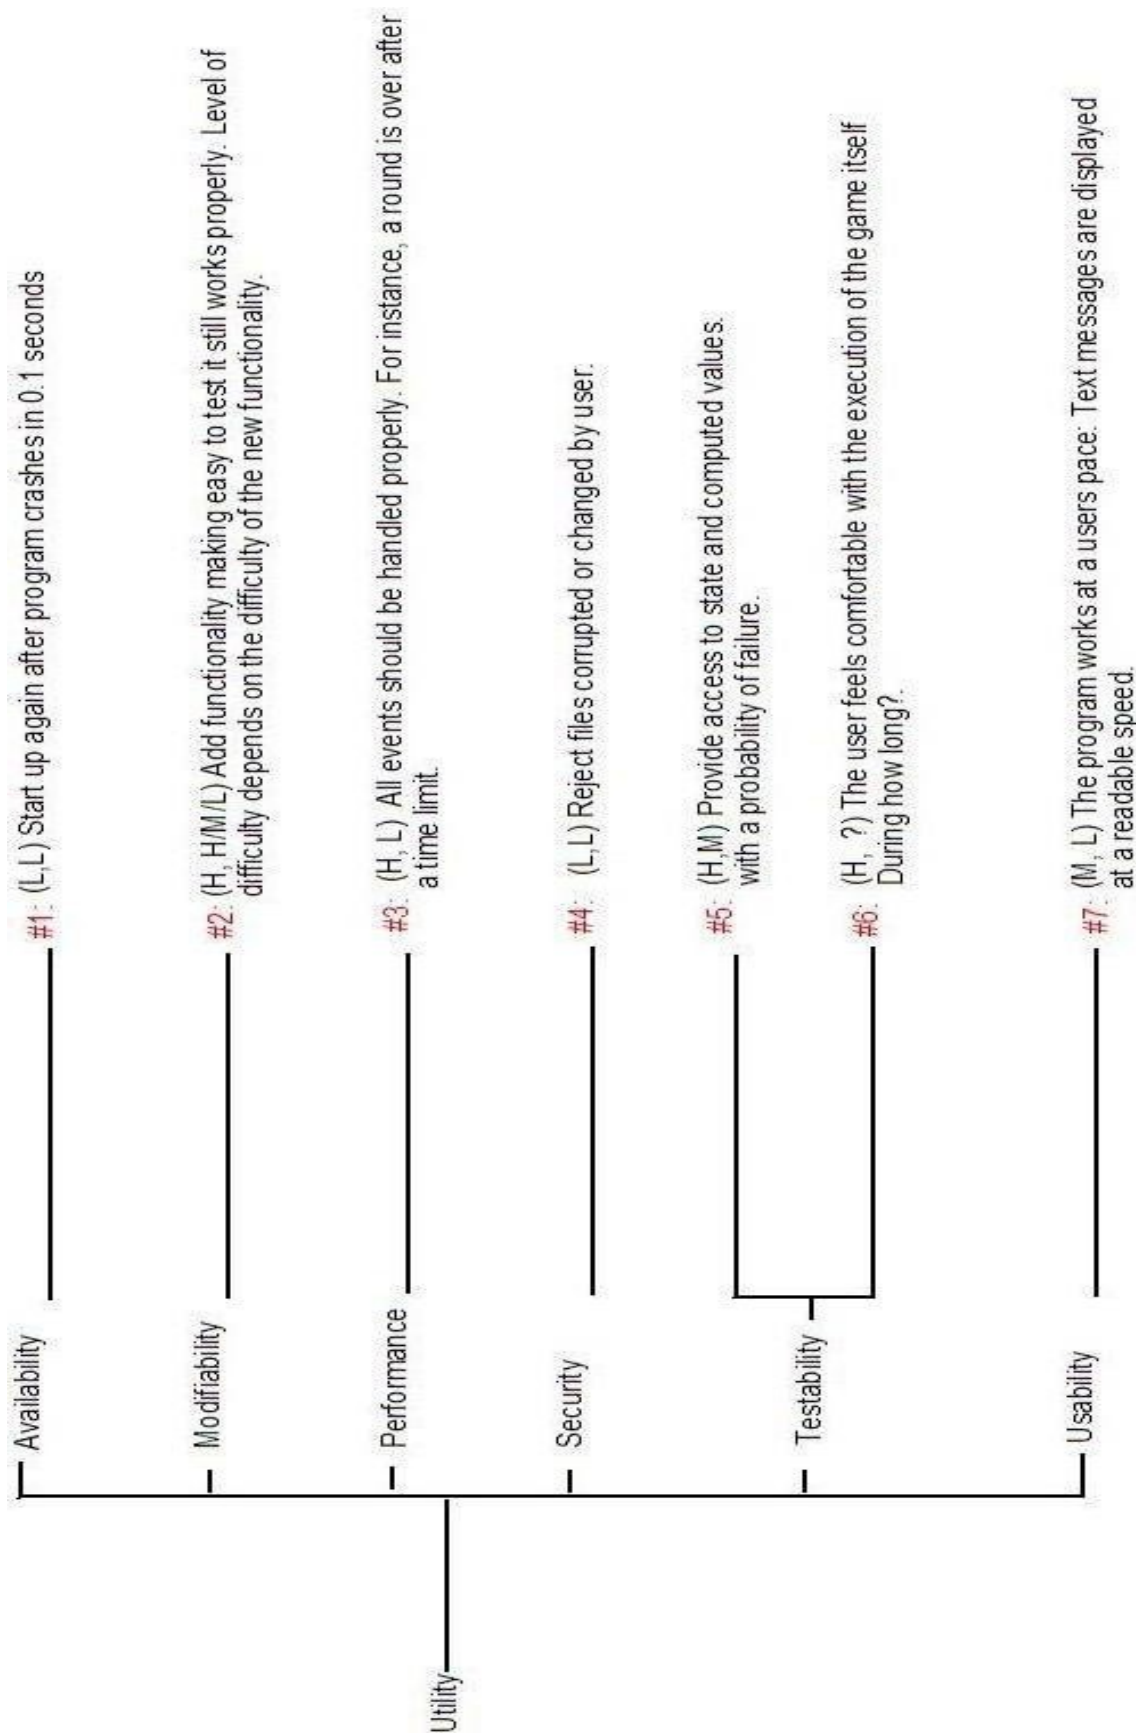 Utility
Availability
#1: (L,L) Start up again after program crashes in 0.1 seconds
Modifiability
#2: (H, H/M/L) Add functionality making easy to test it still works properly. Level of
difficulty depends on the difficulty of the new functionality.
Performance
#3: (H, L) All events should be handled properly. For instance, a round is over after
a time limit.
Security
#4: (L,L) Reject files corrupted or changed by user.
Testability
#5: (H,M) Provide access to state and computed values.
with a probability of failure.
#6: (H, ?) The user feels comfortable with the execution of the game itself
During how long?.
Usability
#7: (M, L) The program works at a users pace: Text messages are displayed
at a readable speed.